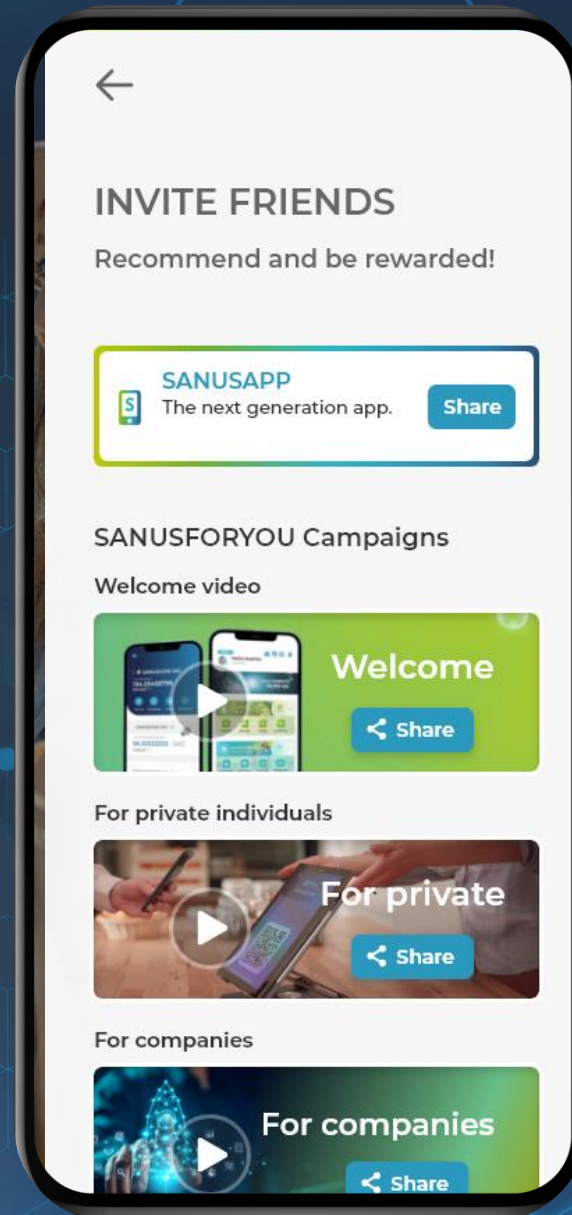 INVITE FRIENDS
Recommend and be rewarded!
SANUSAPP
The next generation app.
Share
SANUSFORYOU Campaigns
Welcome video
Welcome
Share
For private individuals
For private
Share
For companies
For companies
Share